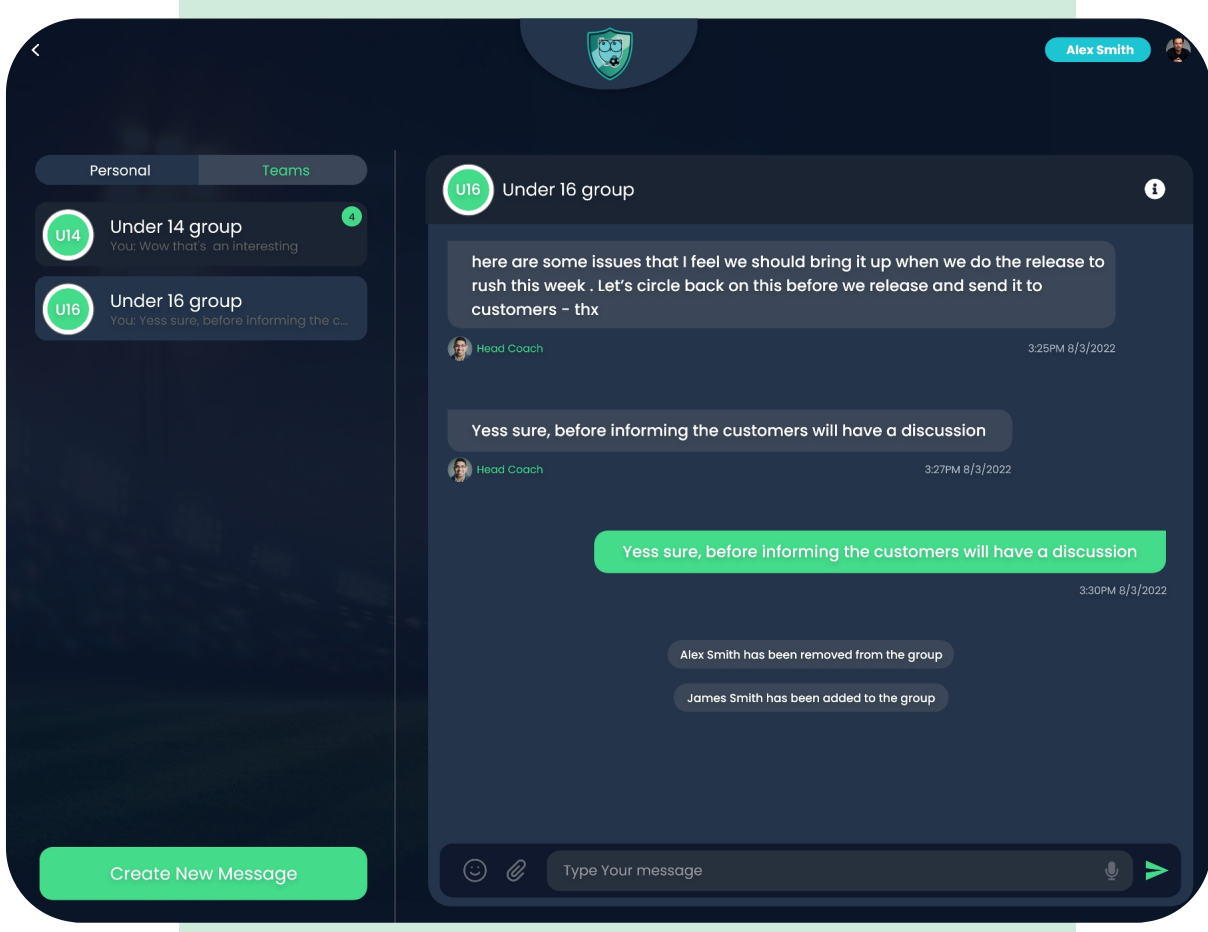 Alex Smith
Personal
Teams
U14
Under 14 group
4
You: Wow that's  an interesting
U16
Under 16 group
You: Yess sure, before informing the c...
Create New Message
U16
Under 16 group
here are some issues that I feel we should bring it up when we do the release to
rush this week . Let's circle back on this before we release and send it to
customers - thx
Head Coach
3:25PM 8/3/2022
Yess sure, before informing the customers will have a discussion
Head Coach
3:27PM 8/3/2022
Yess sure, before informing the customers will have a discussion
3:30PM 8/3/2022
Alex Smith has been removed from the group
James Smith has been added to the group
Type Your message